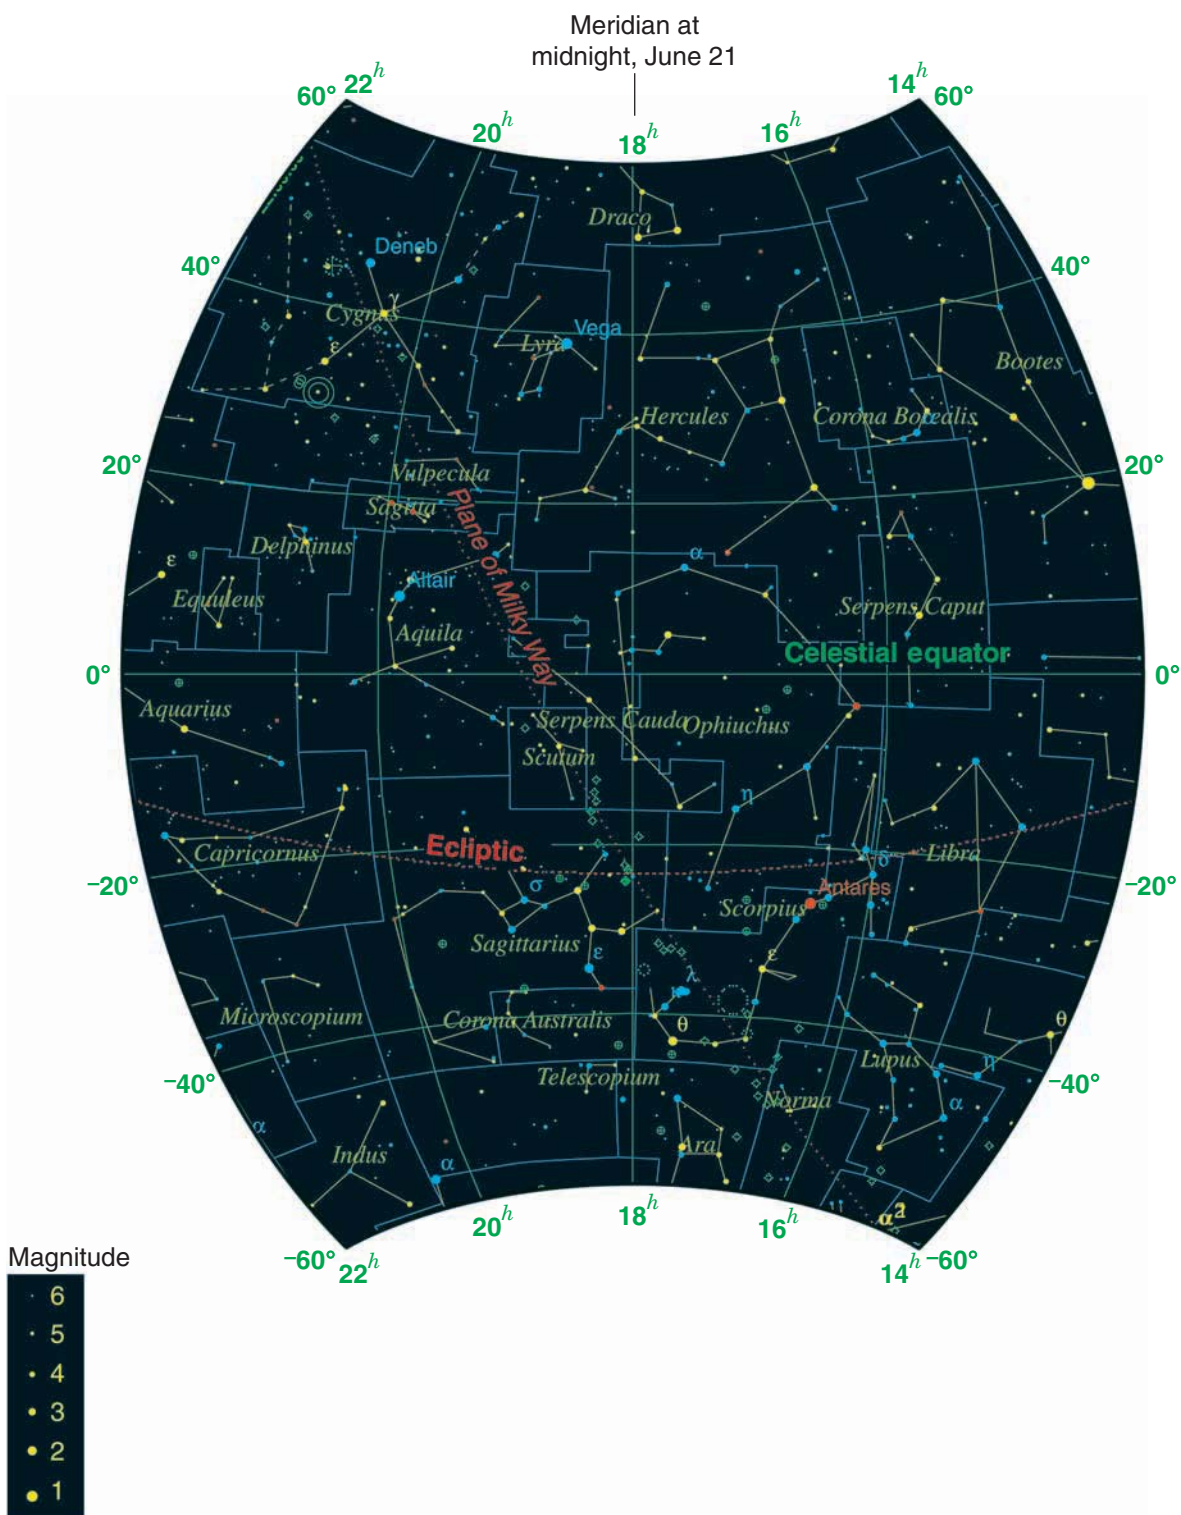 Meridian at
midnight, June 21
60° 22h
20h
18h
16h
14h 60°
Draco
Deneb
40°
40°
γ
Cygnus
Vega
Lyra
ε
Bootes
Hercules
Corona Borealis
20°
20°
Vulpecula
Sagitta
Plane of Milky Way
Delphinus
α
ε
Altair
Equuleus
Serpens Caput
Aquila
Celestial equator
0°
0°
Aquarius
Serpens Cauda
Ophiuchus
Sculum
η
Ecliptic
Capricornus
Libra
δ
−20°
−20°
σ
Antares
Scorpius
Sagittarius
ε
ε
λ
Microscopium
Corona Australis
θ
θ
Lupus
η
Telescopium
−40°
−40°
Norma
α
α
Ara
Indus
α
α2
20h
18h
16h
−60° 22h
14h −60°
Magnitude
6
5
4
3
2
1